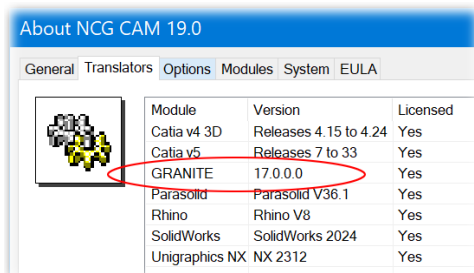 About NCG CAM 19.0
General Translators Options Modules System EULA
Module Version Licensed
Catia v4 3D Releases 4.15 to 4.24 Yes
Catia v5 Releases 7 to 33 Yes
GRANITE 17.0.0.0 Yes
Parasolid Parasolid V36.1 Yes
Rhino Rhino V8 Yes
SolidWorks SolidWorks 2024 Yes
Unigraphics NX NX 2312 Yes